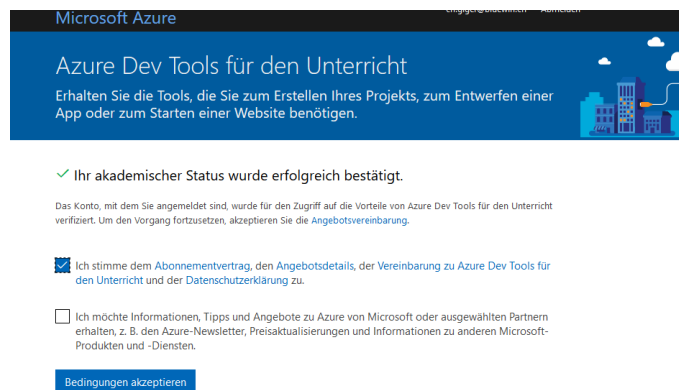 Microsoft Azure
Azure Dev Tools für den Unterricht
Erhalten Sie die Tools, die Sie zum Erstellen Ihres Projekts, zum Entwerfen einer
App oder zum Starten einer Website benötigen.
Ihr akademischer Status wurde erfolgreich bestätigt.
Das Konto, mit dem Sie angemeldet sind, wurde für den Zugriff auf die Vorteile von Azure Dev Tools für den Unterricht
verifiziert. Um den Vorgang fortzusetzen, akzeptieren Sie die Angebotsvereinbarung.
Ich stimme dem Abonnementvertrag, den Angebotsdetails, der Vereinbarung zu Azure Dev Tools für
den Unterricht und der Datenschutzerklärung zu.
Ich möchte Informationen, Tipps und Angebote zu Azure von Microsoft oder ausgewählten Partnern
erhalten, z. B. den Azure-Newsletter, Preisaktualisierungen und Informationen zu anderen Microsoft-
Produkten und -Diensten.
Bedingungen akzeptieren